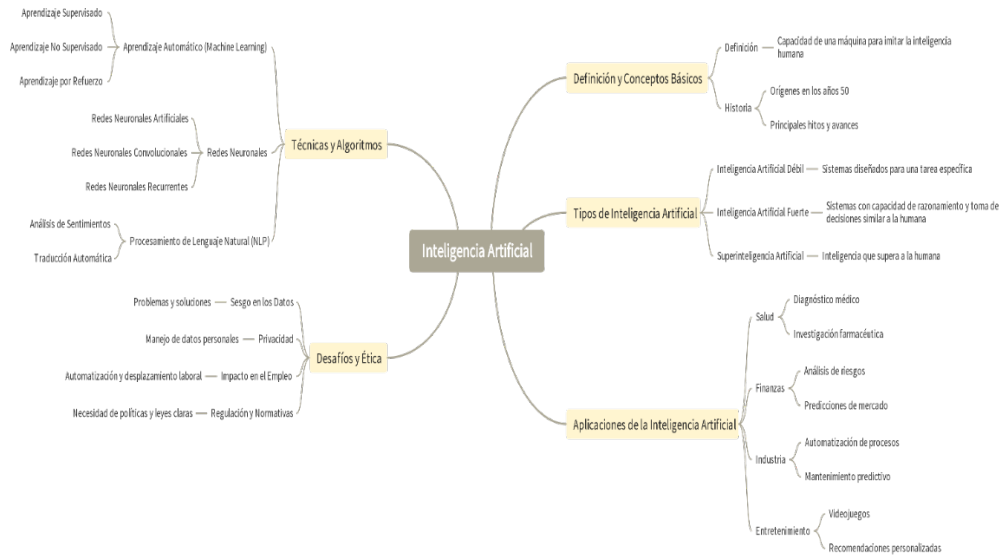 Inteligencia Artificial
Definición y Conceptos Básicos
Definición
Capacidad de una máquina para imitar la inteligencia
humana
Historia
Orígenes en los años 50
Principales hitos y avances
Tipos de Inteligencia Artificial
Inteligencia Artificial Débil
Sistemas diseñados para una tarea específica
Inteligencia Artificial Fuerte
Sistemas con capacidad de razonamiento y toma de
decisiones similar a la humana
Superinteligencia Artificial
Inteligencia que supera a la humana
Aplicaciones de la Inteligencia Artificial
Salud
Diagnóstico médico
Investigación farmacéutica
Finanzas
Análisis de riesgos
Predicciones de mercado
Industria
Automatización de procesos
Mantenimiento predictivo
Entretenimiento
Videojuegos
Recomendaciones personalizadas
Técnicas y Algoritmos
Aprendizaje Automático (Machine Learning)
Aprendizaje Supervisado
Aprendizaje No Supervisado
Aprendizaje por Refuerzo
Redes Neuronales
Redes Neuronales Artificiales
Redes Neuronales Convolucionales
Redes Neuronales Recurrentes
Procesamiento de Lenguaje Natural (NLP)
Análisis de Sentimientos
Traducción Automática
Desafíos y Ética
Sesgo en los Datos
Problemas y soluciones
Privacidad
Manejo de datos personales
Impacto en el Empleo
Automatización y desplazamiento laboral
Regulación y Normativas
Necesidad de políticas y leyes claras